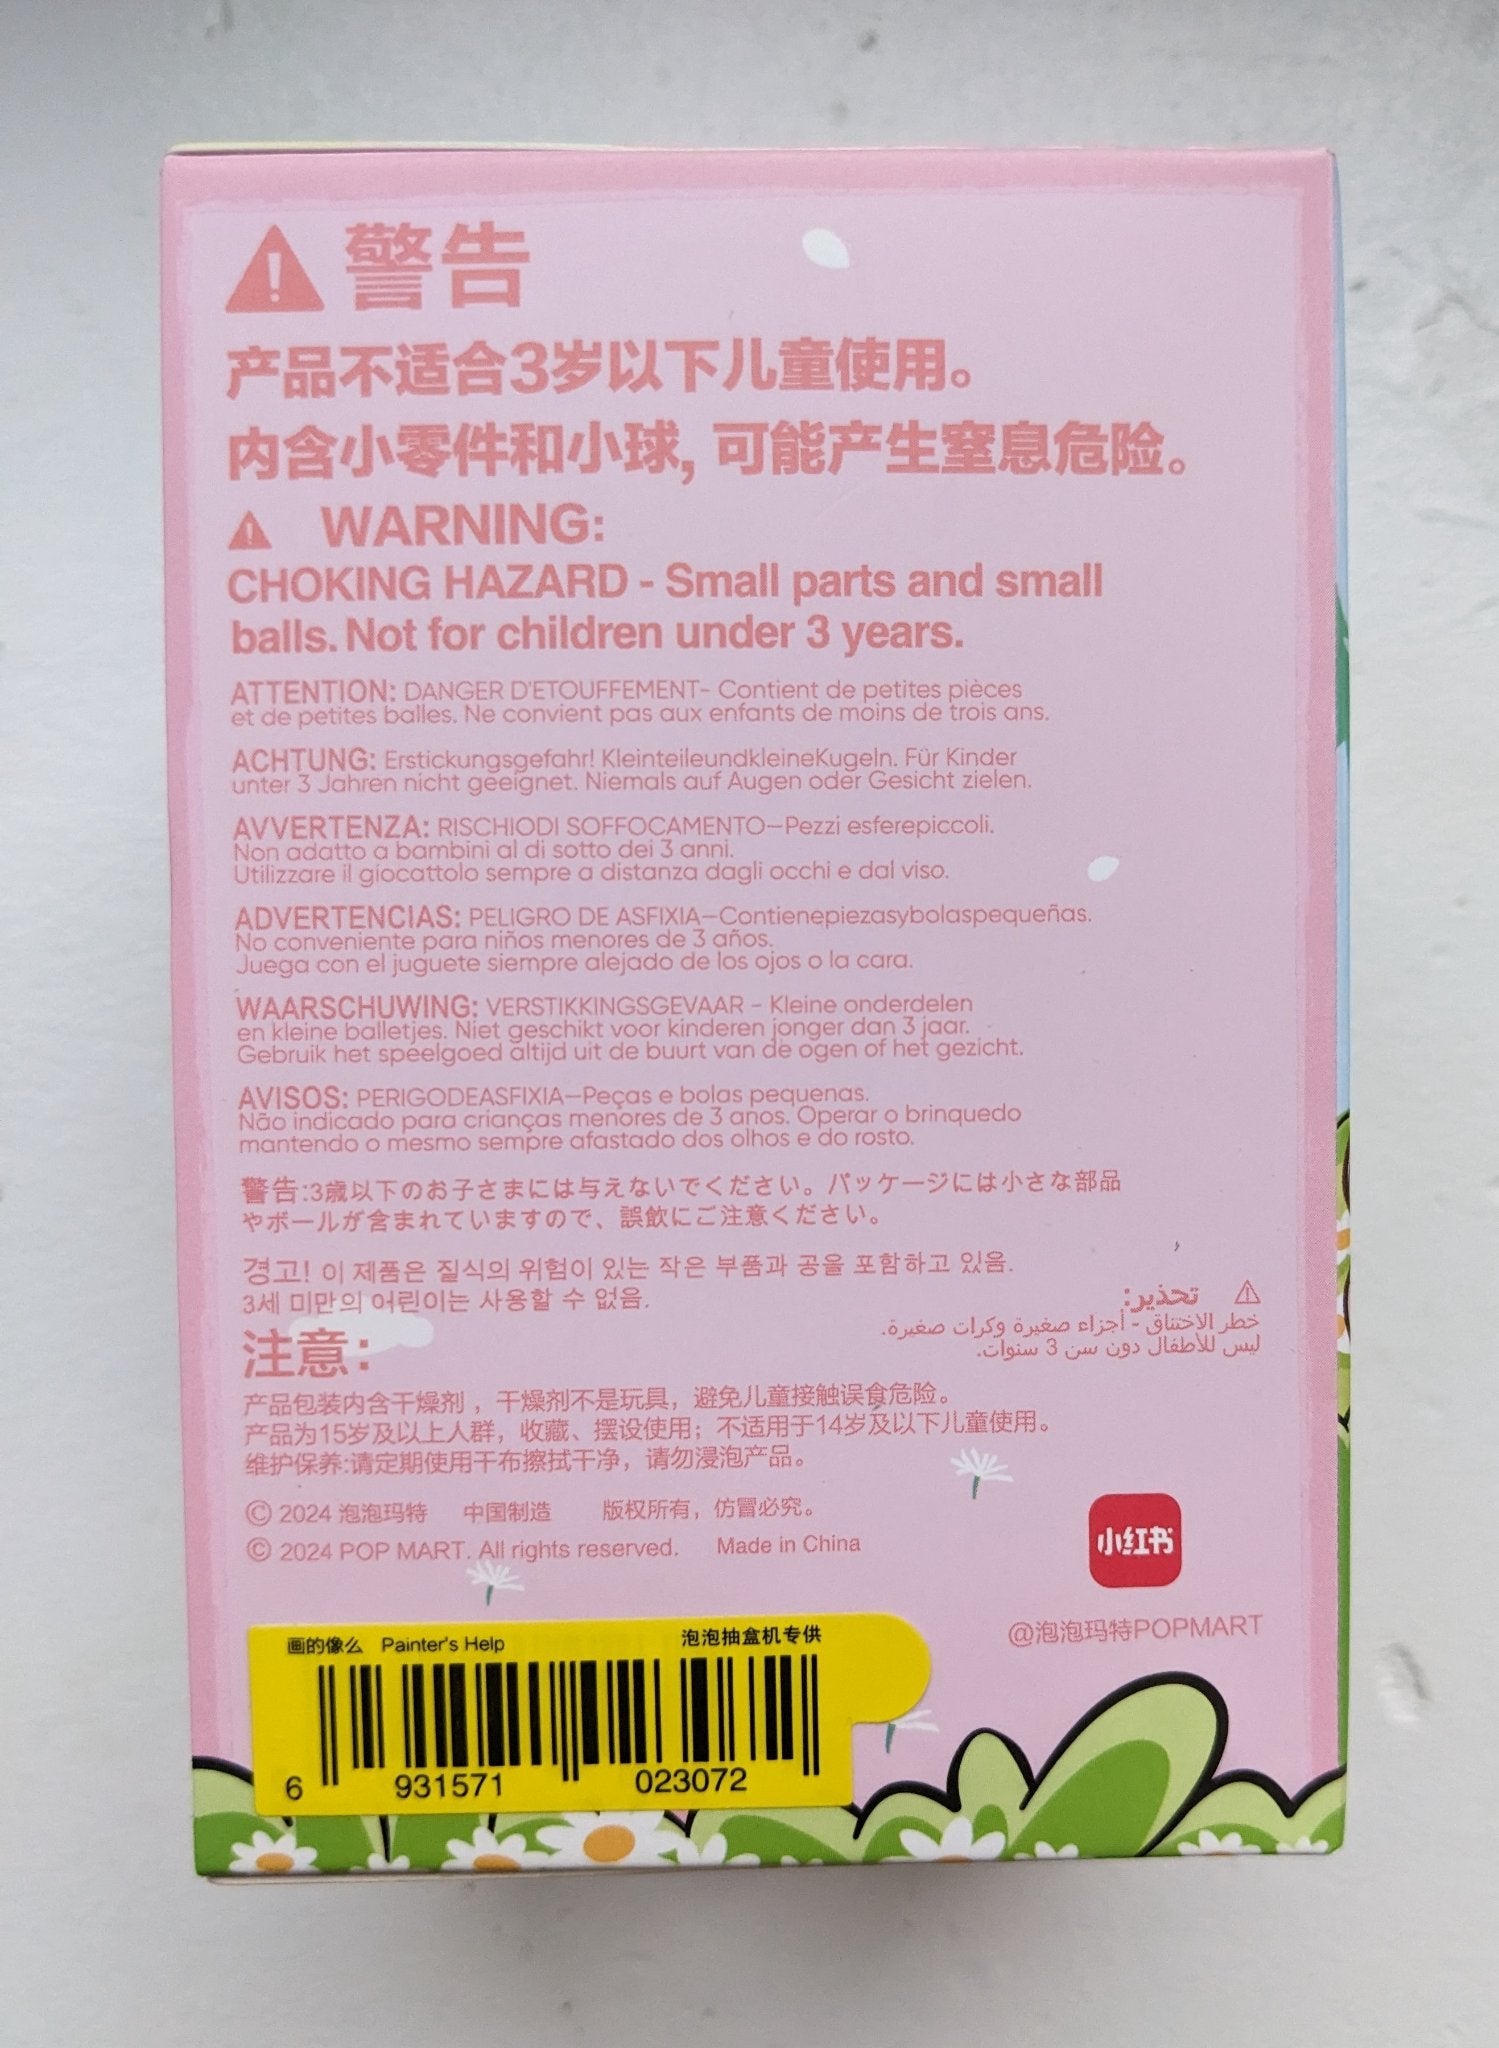 警告
产品不适合3岁以下儿童使用。
内含小零件和小球, 可能产生窒息危险。
WARNING:
CHOKING HAZARD - Small parts and small
balls. Not for children under 3 years.
ATTENTION: DANGER D'ETOUFFEMENT- Contient de petites pièces
et de petites balles. Ne convient pas aux enfants de moins de trois ans.
ACHTUNG: Erstickungsgefahr! KleinteileundkleineKugeln. Für Kinder
unter 3 Jahren nicht geeignet. Niemals auf Augen oder Gesicht zielen.
AVVERTENZA: RISCHIODI SOFFOCAMENTO—Pezzi esferepiccoli.
Non adatto a bambini al di sotto dei 3 anni.
Utilizzare il giocattolo sempre a distanza dagli occhi e dal viso.
ADVERTENCIAS: PELIGRO DE ASFIXIA—Contienepiezasybolaspequeñas.
No conveniente para niños menores de 3 años.
Juega con el juguete siempre alejado de los ojos o la cara.
WAARSCHUWING: VERSTIKKINGSGEVAAR - Kleine onderdelen
en kleine balletjes. Niet geschikt voor kinderen jonger dan 3 jaar.
Gebruik het speelgoed altijd uit de buurt van de ogen of het gezicht.
AVISOS: PERIGODEASFIXIA—Peças e bolas pequenas.
Não indicado para crianças menores de 3 anos. Operar o brinquedo
mantendo o mesmo sempre afastado dos olhos e do rosto.
警告:3歳以下のお子さまには与えないでください。パッケージには小さな部品
やボールが含まれていますので、誤飲にご注意ください。
경고! 이 제품은 질식의 위험이 있는 작은 부품과 공을 포함하고 있음.
3세 미만의 어린이는 사용할 수 없음.
تحذير:
خطر الاختناق - أجزاء صغيرة وكرات صغيرة.
ليس للأطفال دون سن 3 سنوات.
注意：
产品包装内含干燥剂，干燥剂不是玩具，避免儿童接触误食危险。
产品为15岁及以上人群，收藏、摆设使用；不适用于14岁及以下儿童使用。
维护保养:请定期使用干布擦拭干净，请勿浸泡产品。
© 2024 泡泡玛特 中国制造 版权所有，仿冒必究。
© 2024 POP MART. All rights reserved. Made in China
小红书
@泡泡玛特POPMART
画的像么 Painter's Help 泡泡抽盒机专供
6 931571 023072